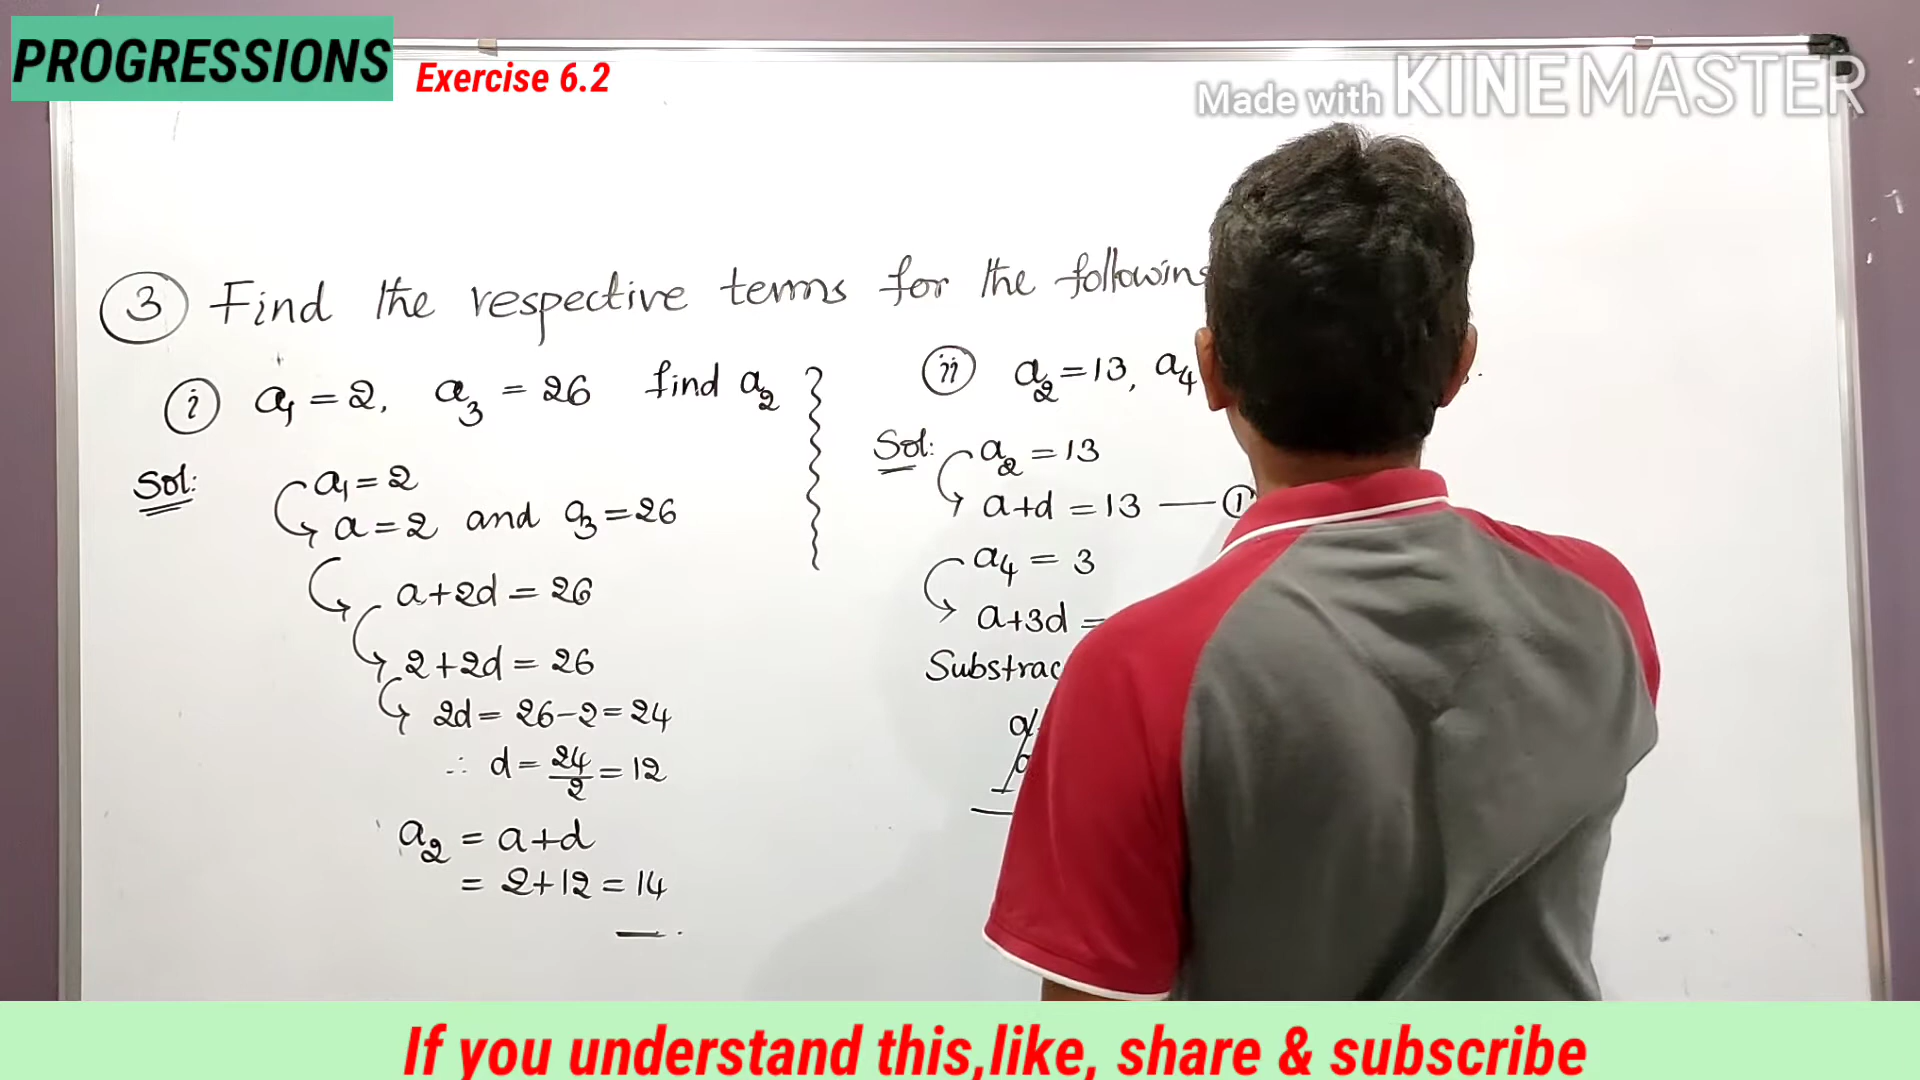 PROGRESSIONS
Exercise 6.2
Made with KINEMASTER
3 Find the respective terms for the following
i a₁ = 2, a₃ = 26 find a₂
Sol:
a₁ = 2
a = 2 and a₃ = 26
a+2d = 26
2+2d = 26
2d = 26-2 = 24
∴ d = 24/2 = 12
a₂ = a+d
= 2+12 = 14
ii a₂ = 13, a₄
Sol: a₂ = 13
a+d = 13 — 1
a₄ = 3
a+3d =
If you understand this,like, share & subscribe